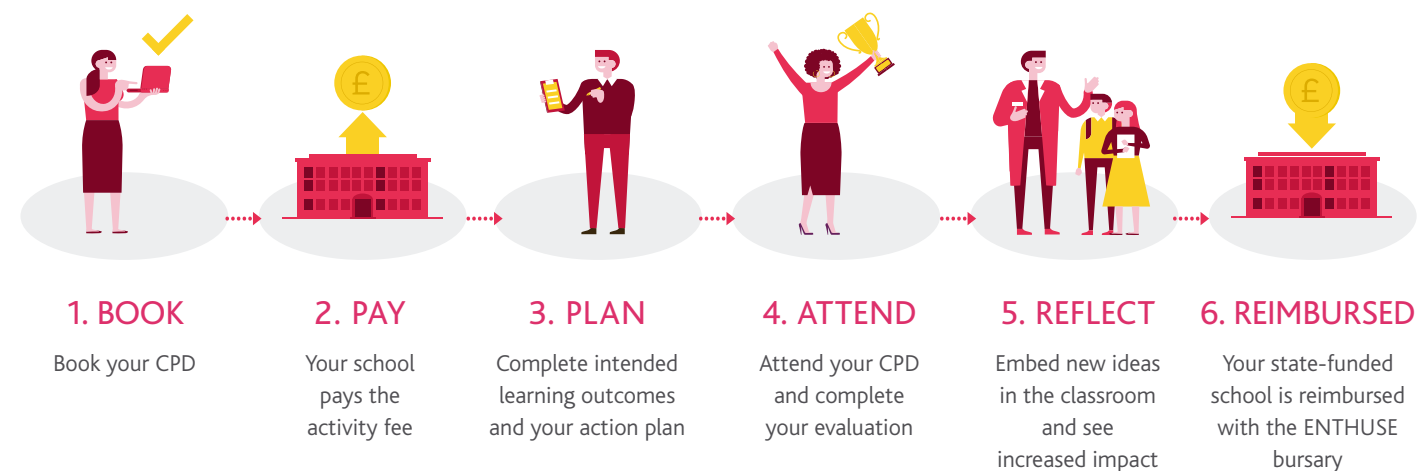 £
£
1. BOOK
Book your CPD
2. PAY
Your school
pays the
activity fee
3. PLAN
Complete intended
learning outcomes
and your action plan
4. ATTEND
Attend your CPD
and complete
your evaluation
5. REFLECT
Embed new ideas
in the classroom
and see
increased impact
6. REIMBURSED
Your state-funded
school is reimbursed
with the ENTHUSE
bursary